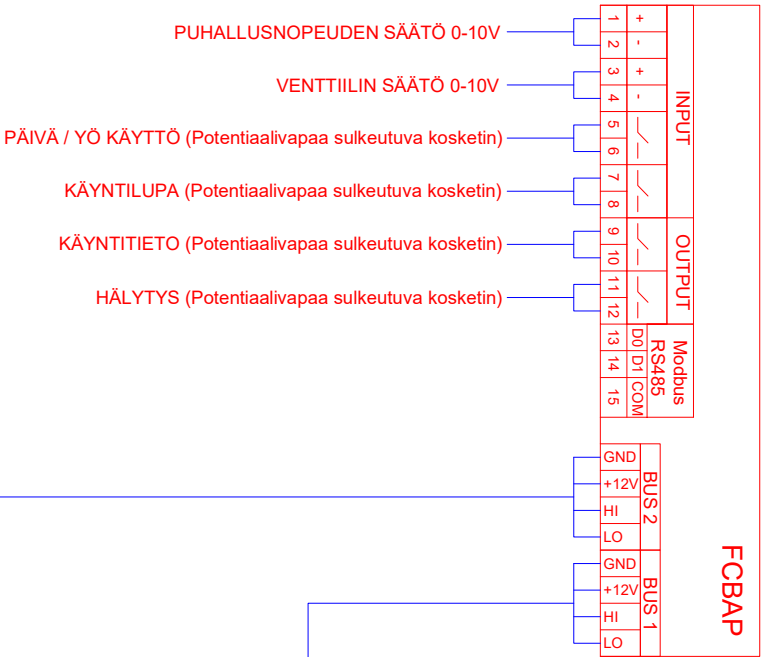 PUHALLUSNOPEUDEN SÄÄTÖ 0-10V
VENTTIILIN SÄÄTÖ 0-10V
PÄIVÄ / YÖ KÄYTTÖ (Potentiaalivapaa sulkeutuva kosketin)
KÄYNTILUPA (Potentiaalivapaa sulkeutuva kosketin)
KÄYNTITIETO (Potentiaalivapaa sulkeutuva kosketin)
HÄLYTYS (Potentiaalivapaa sulkeutuva kosketin)
1 +
2 -
3 +
4 -
5
6
7
8
9
10
11
12
13 D0
14 D1
15 COM
INPUT
OUTPUT
Modbus
RS485
GND
+12V
HI
LO
BUS 2
GND
+12V
HI
LO
BUS 1
FCBAP